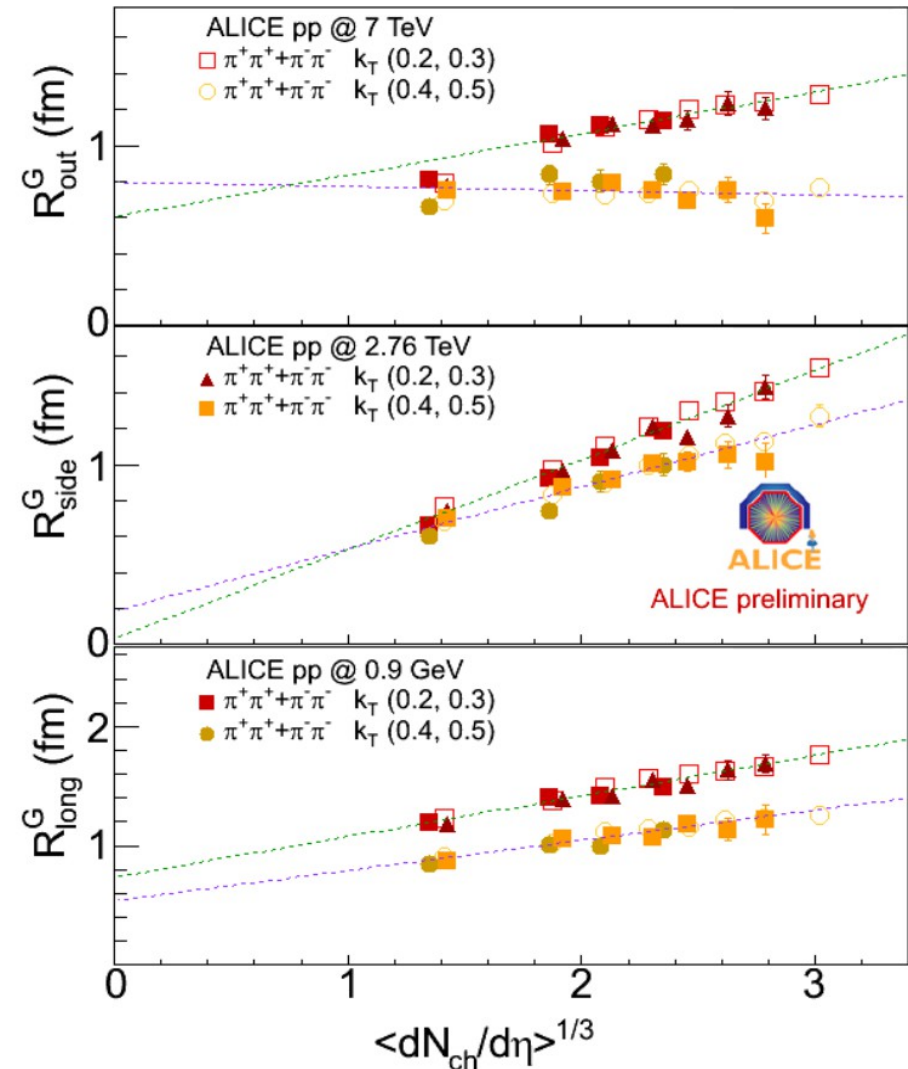 ALICE pp @ 7 TeV
π⁺π⁺+π⁻π⁻ k_T (0.2, 0.3)
π⁺π⁺+π⁻π⁻ k_T (0.4, 0.5)
R^G_out (fm)
1
0
ALICE pp @ 2.76 TeV
π⁺π⁺+π⁻π⁻ k_T (0.2, 0.3)
π⁺π⁺+π⁻π⁻ k_T (0.4, 0.5)
R^G_side (fm)
1
0
ALICE
ALICE preliminary
ALICE pp @ 0.9 GeV
π⁺π⁺+π⁻π⁻ k_T (0.2, 0.3)
π⁺π⁺+π⁻π⁻ k_T (0.4, 0.5)
R^G_long (fm)
2
1
0 1 2 3
<dN_ch/dη>^1/3